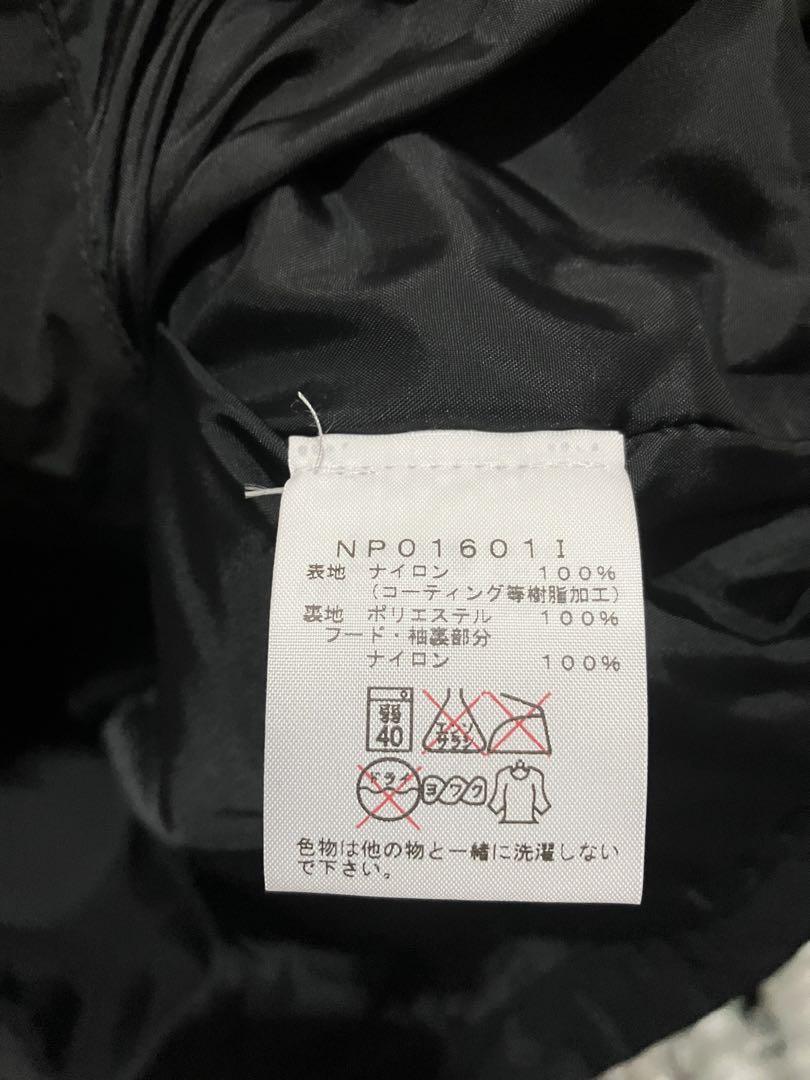 NP01601I
表地 ナイロン 100%
(コーティング等樹脂加工)
裏地 ポリエステル 100%
フード・袖裏部分
ナイロン 100%
弱
40
エンソ
サラシ
ドライ
ヨワク
色物は他の物と一緒に洗濯しない
で下さい。